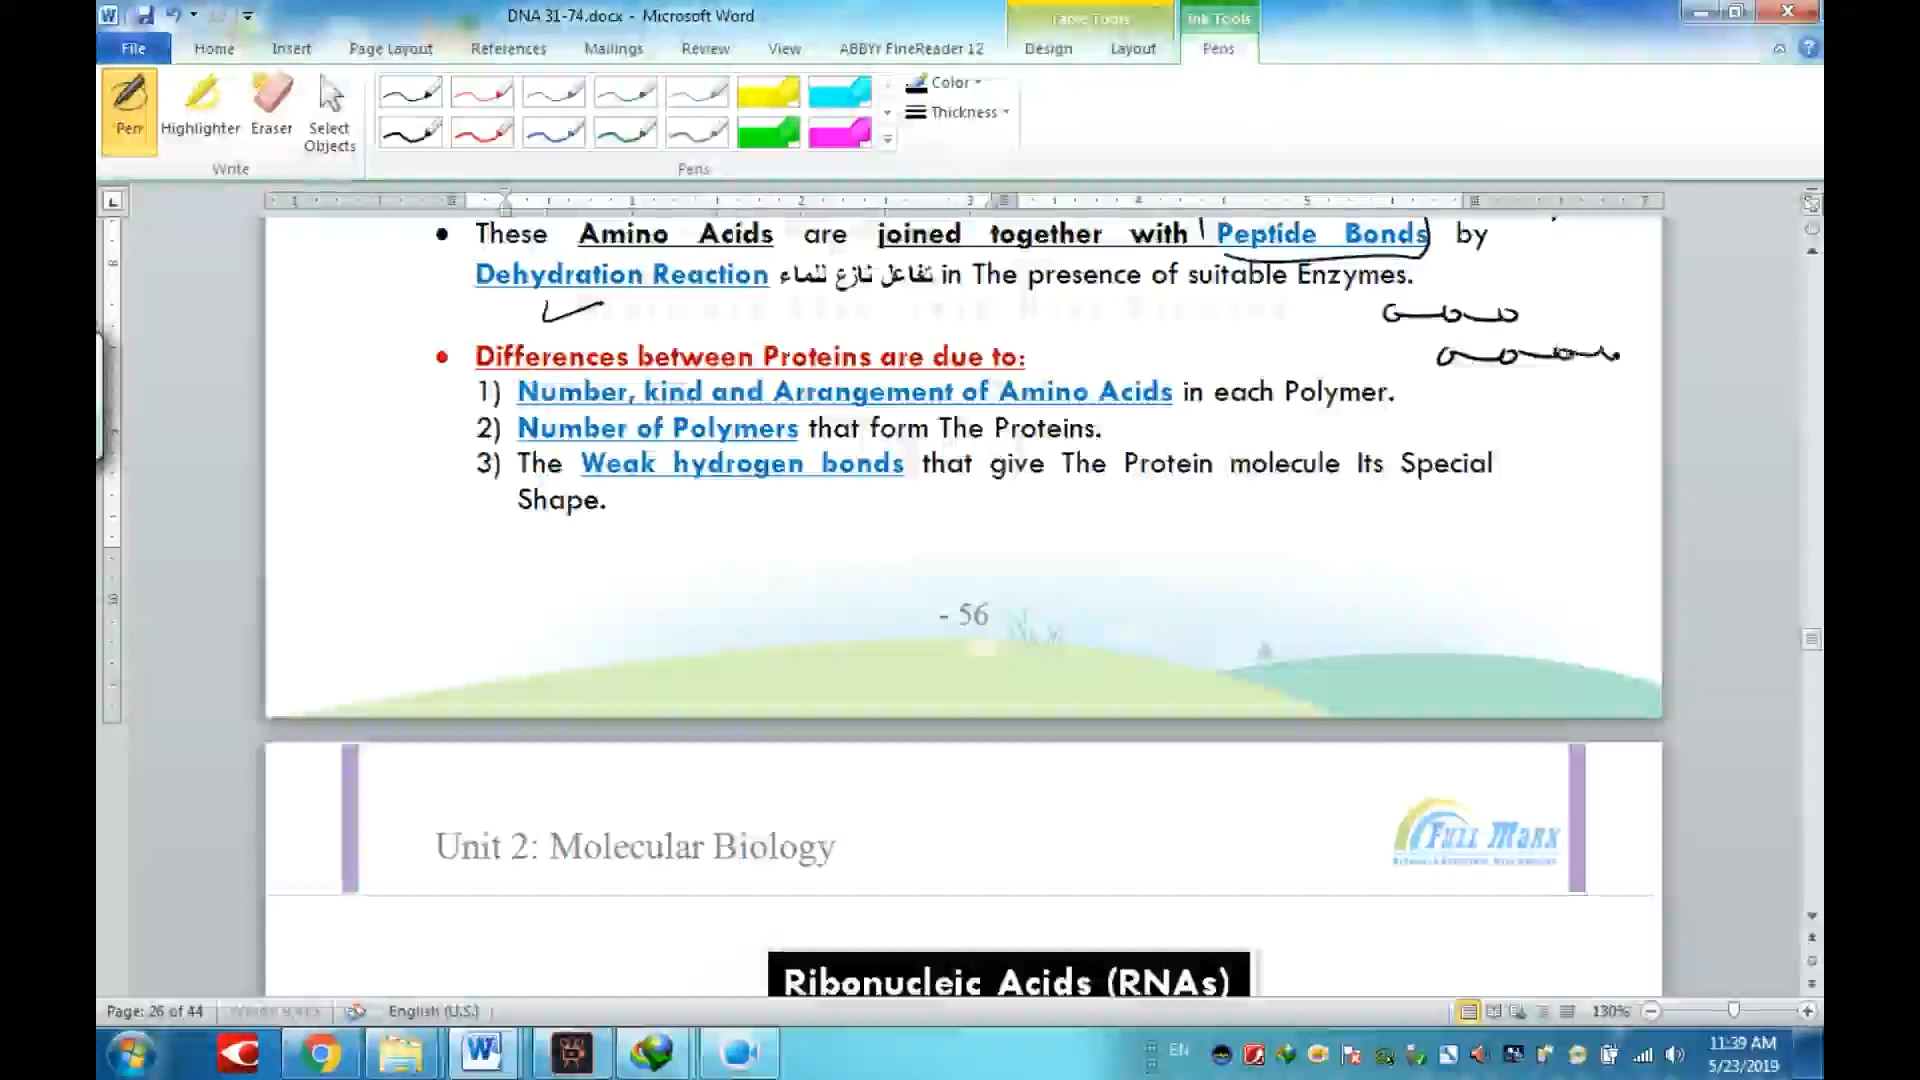 DNA 31-74.docx - Microsoft Word
Table Tools
Ink Tools
File Home Insert Page Layout References Mailings Review View ABBYY FineReader 12 Design Layout Pens
Pen
Highlighter
Eraser
Select Objects
Color
Thickness
Write
Pens
• These Amino Acids are joined together with Peptide Bonds by
Dehydration Reaction تفاعل نازع للماء in The presence of suitable Enzymes.
• Differences between Proteins are due to:
1) Number, kind and Arrangement of Amino Acids in each Polymer.
2) Number of Polymers that form The Proteins.
3) The Weak hydrogen bonds that give The Protein molecule Its Special
Shape.
- 56
Unit 2: Molecular Biology
Full Marx
Ribonucleic Acids (RNAs)
Page: 26 of 44
English (U.S.)
130%
EN
11:39 AM
5/23/2019